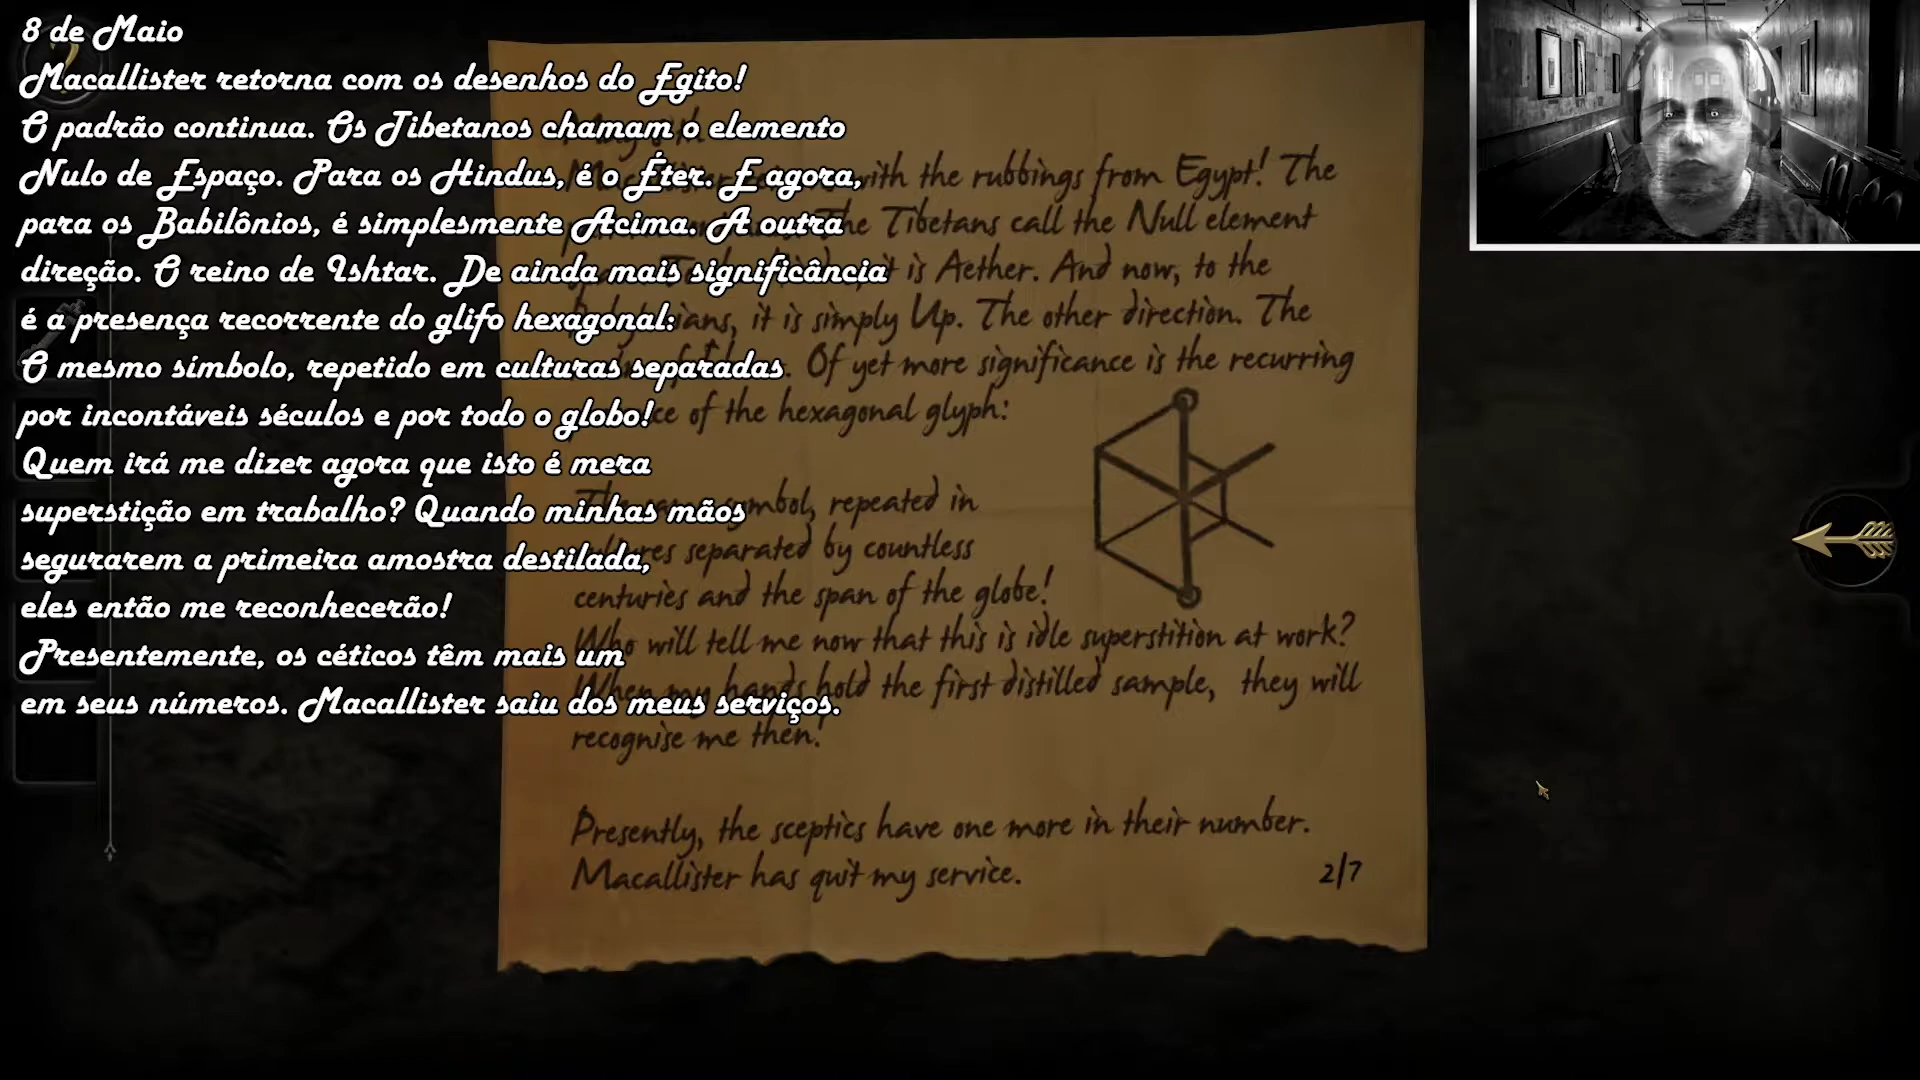 8 de Maio
Macallister retorna com os desenhos do Egito!
O padrão continua. Os Tibetanos chamam o elemento
Nulo de Espaço. Para os Hindus, é o Éter. E agora,
para os Babilônios, é simplesmente Acima. A outra
direção. O reino de Ishtar. De ainda mais significância
é a presença recorrente do glifo hexagonal:
O mesmo símbolo, repetido em culturas separadas
por incontáveis séculos e por todo o globo!
Quem irá me dizer agora que isto é mera
superstição em trabalho? Quando minhas mãos
segurarem a primeira amostra destilada,
eles então me reconhecerão!
Presentemente, os céticos têm mais um
em seus números. Macallister saiu dos meus serviços.
with the rubbings from Egypt! The
The Tibetans call the Null element
it is Aether. And now, to the
it is simply Up. The other direction. The
Of yet more significance is the recurring
of the hexagonal glyph:
The same symbol, repeated in
separated by countless
centuries and the span of the globe!
Who will tell me now that this is idle superstition at work?
When my hands hold the first distilled sample, they will
recognise me then!
Presently, the sceptics have one more in their number.
Macallister has quit my service.
2/7